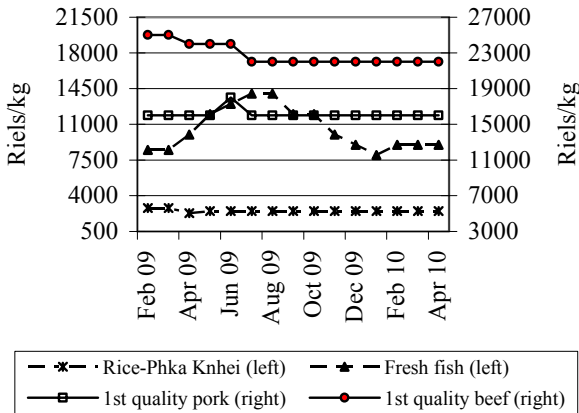 21500 27000
18000 23000
14500 19000
11000 15000
7500 11000
4000 7000
500 3000
Riels/kg
Riels/kg
Feb 09
Apr 09
Jun 09
Aug 09
Oct 09
Dec 09
Feb 10
Apr 10
Rice-Phka Knhei (left) Fresh fish (left)
1st quality pork (right) 1st quality beef (right)